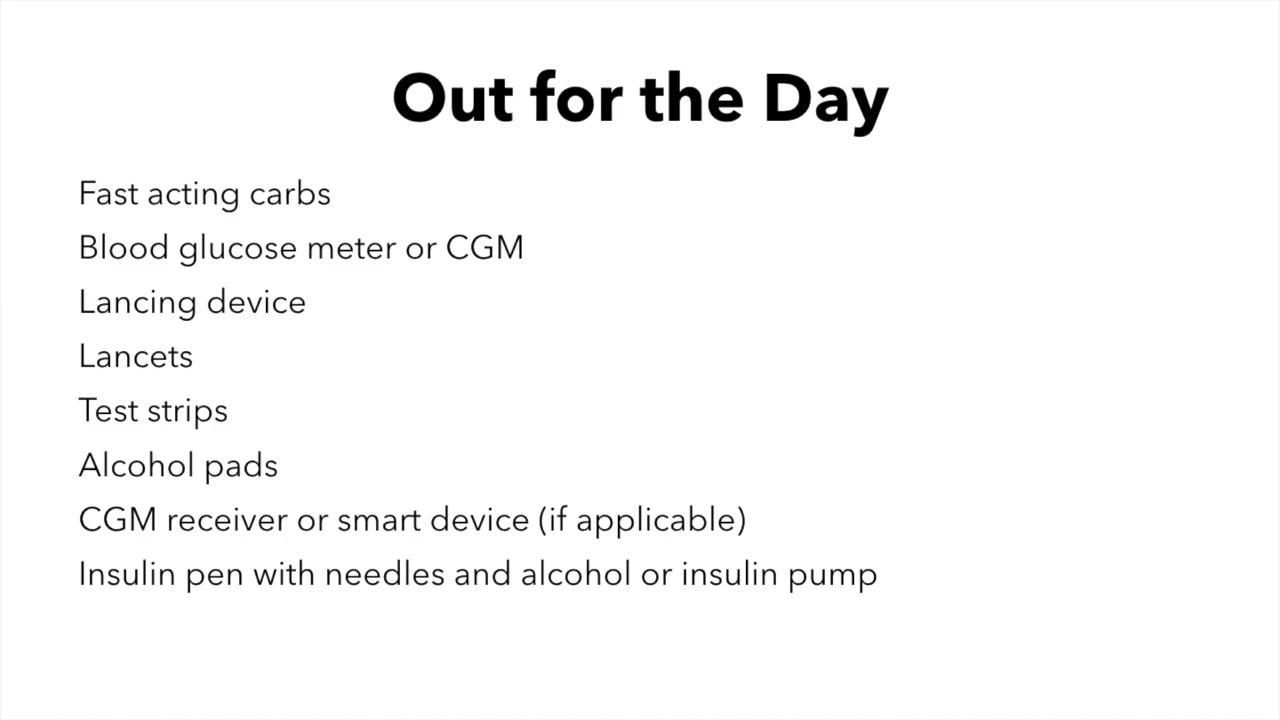 Out for the Day
Fast acting carbs
Blood glucose meter or CGM
Lancing device
Lancets
Test strips
Alcohol pads
CGM receiver or smart device (if applicable)
Insulin pen with needles and alcohol or insulin pump